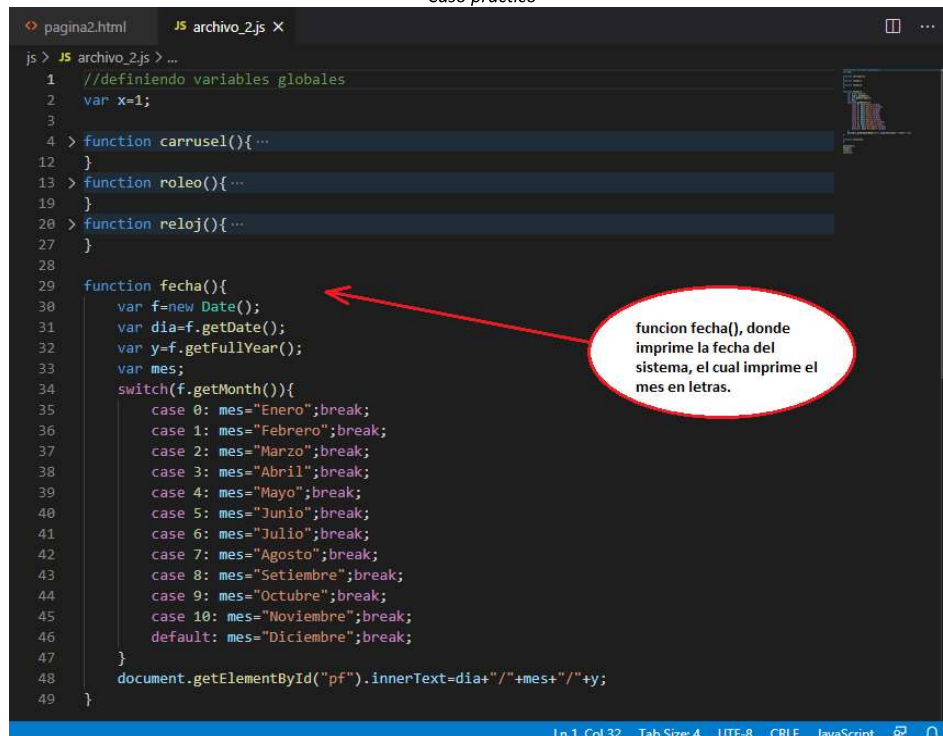 Caso práctico
pagina2.html JS archivo_2.js ×
js > JS archivo_2.js > ...
1 //definiendo variables globales
2 var x=1;
3
4 > function carrusel(){ ...
12 }
13 > function roleo(){ ...
19 }
20 > function reloj(){ ...
27 }
28
29 function fecha(){
30 var f=new Date();
31 var dia=f.getDate();
32 var y=f.getFullYear();
33 var mes;
34 switch(f.getMonth()){
35 case 0: mes="Enero";break;
36 case 1: mes="Febrero";break;
37 case 2: mes="Marzo";break;
38 case 3: mes="Abril";break;
39 case 4: mes="Mayo";break;
40 case 5: mes="Junio";break;
41 case 6: mes="Julio";break;
42 case 7: mes="Agosto";break;
43 case 8: mes="Setiembre";break;
44 case 9: mes="Octubre";break;
45 case 10: mes="Noviembre";break;
46 default: mes="Diciembre";break;
47 }
48 document.getElementById("pf").innerText=dia+"/"+mes+"/"+y;
49 }
funcion fecha(), donde
imprime la fecha del
sistema, el cual imprime el
mes en letras.
Ln 1, Col 32 Tab Size: 4 UTF-8 CRLF JavaScript